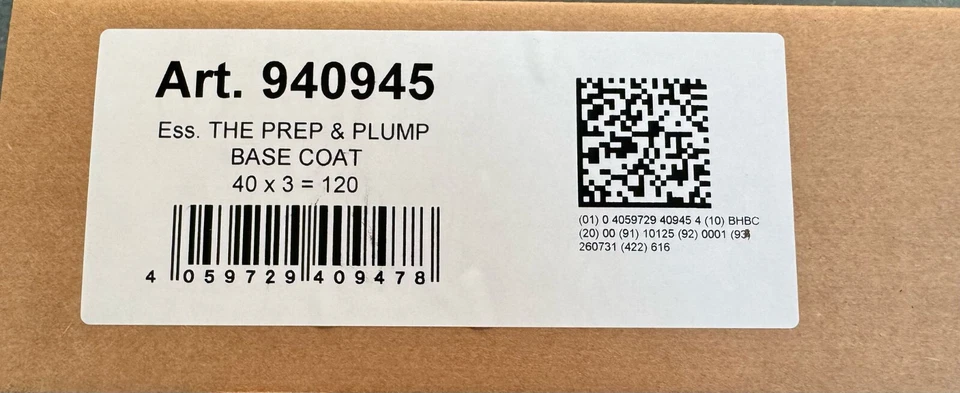 Art. 940945
Ess. THE PREP & PLUMP
BASE COAT
40 x 3 = 120
4 059729 409478
(01) 0 4059729 40945 4 (10) BHBC
(20) 00 (91) 10125 (92) 0001 (93)
260731 (422) 616